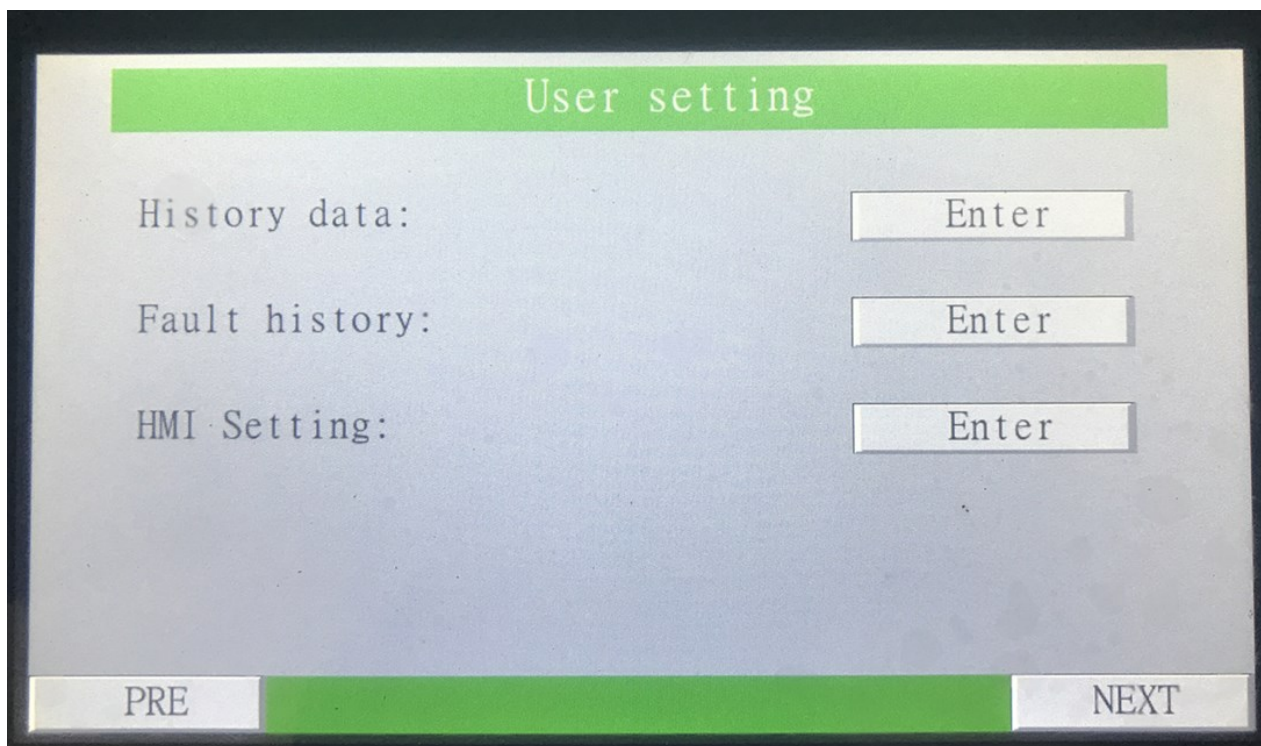 User setting
History data: Enter
Fault history: Enter
HMI Setting: Enter
PRE NEXT